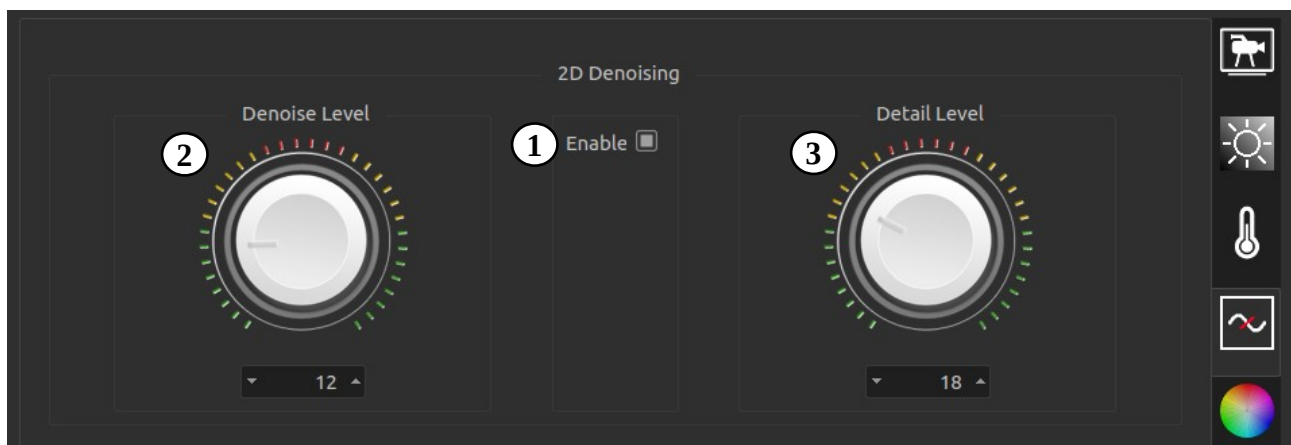 2D Denoising
Denoise Level
Detail Level
2
1
Enable
3
12
18